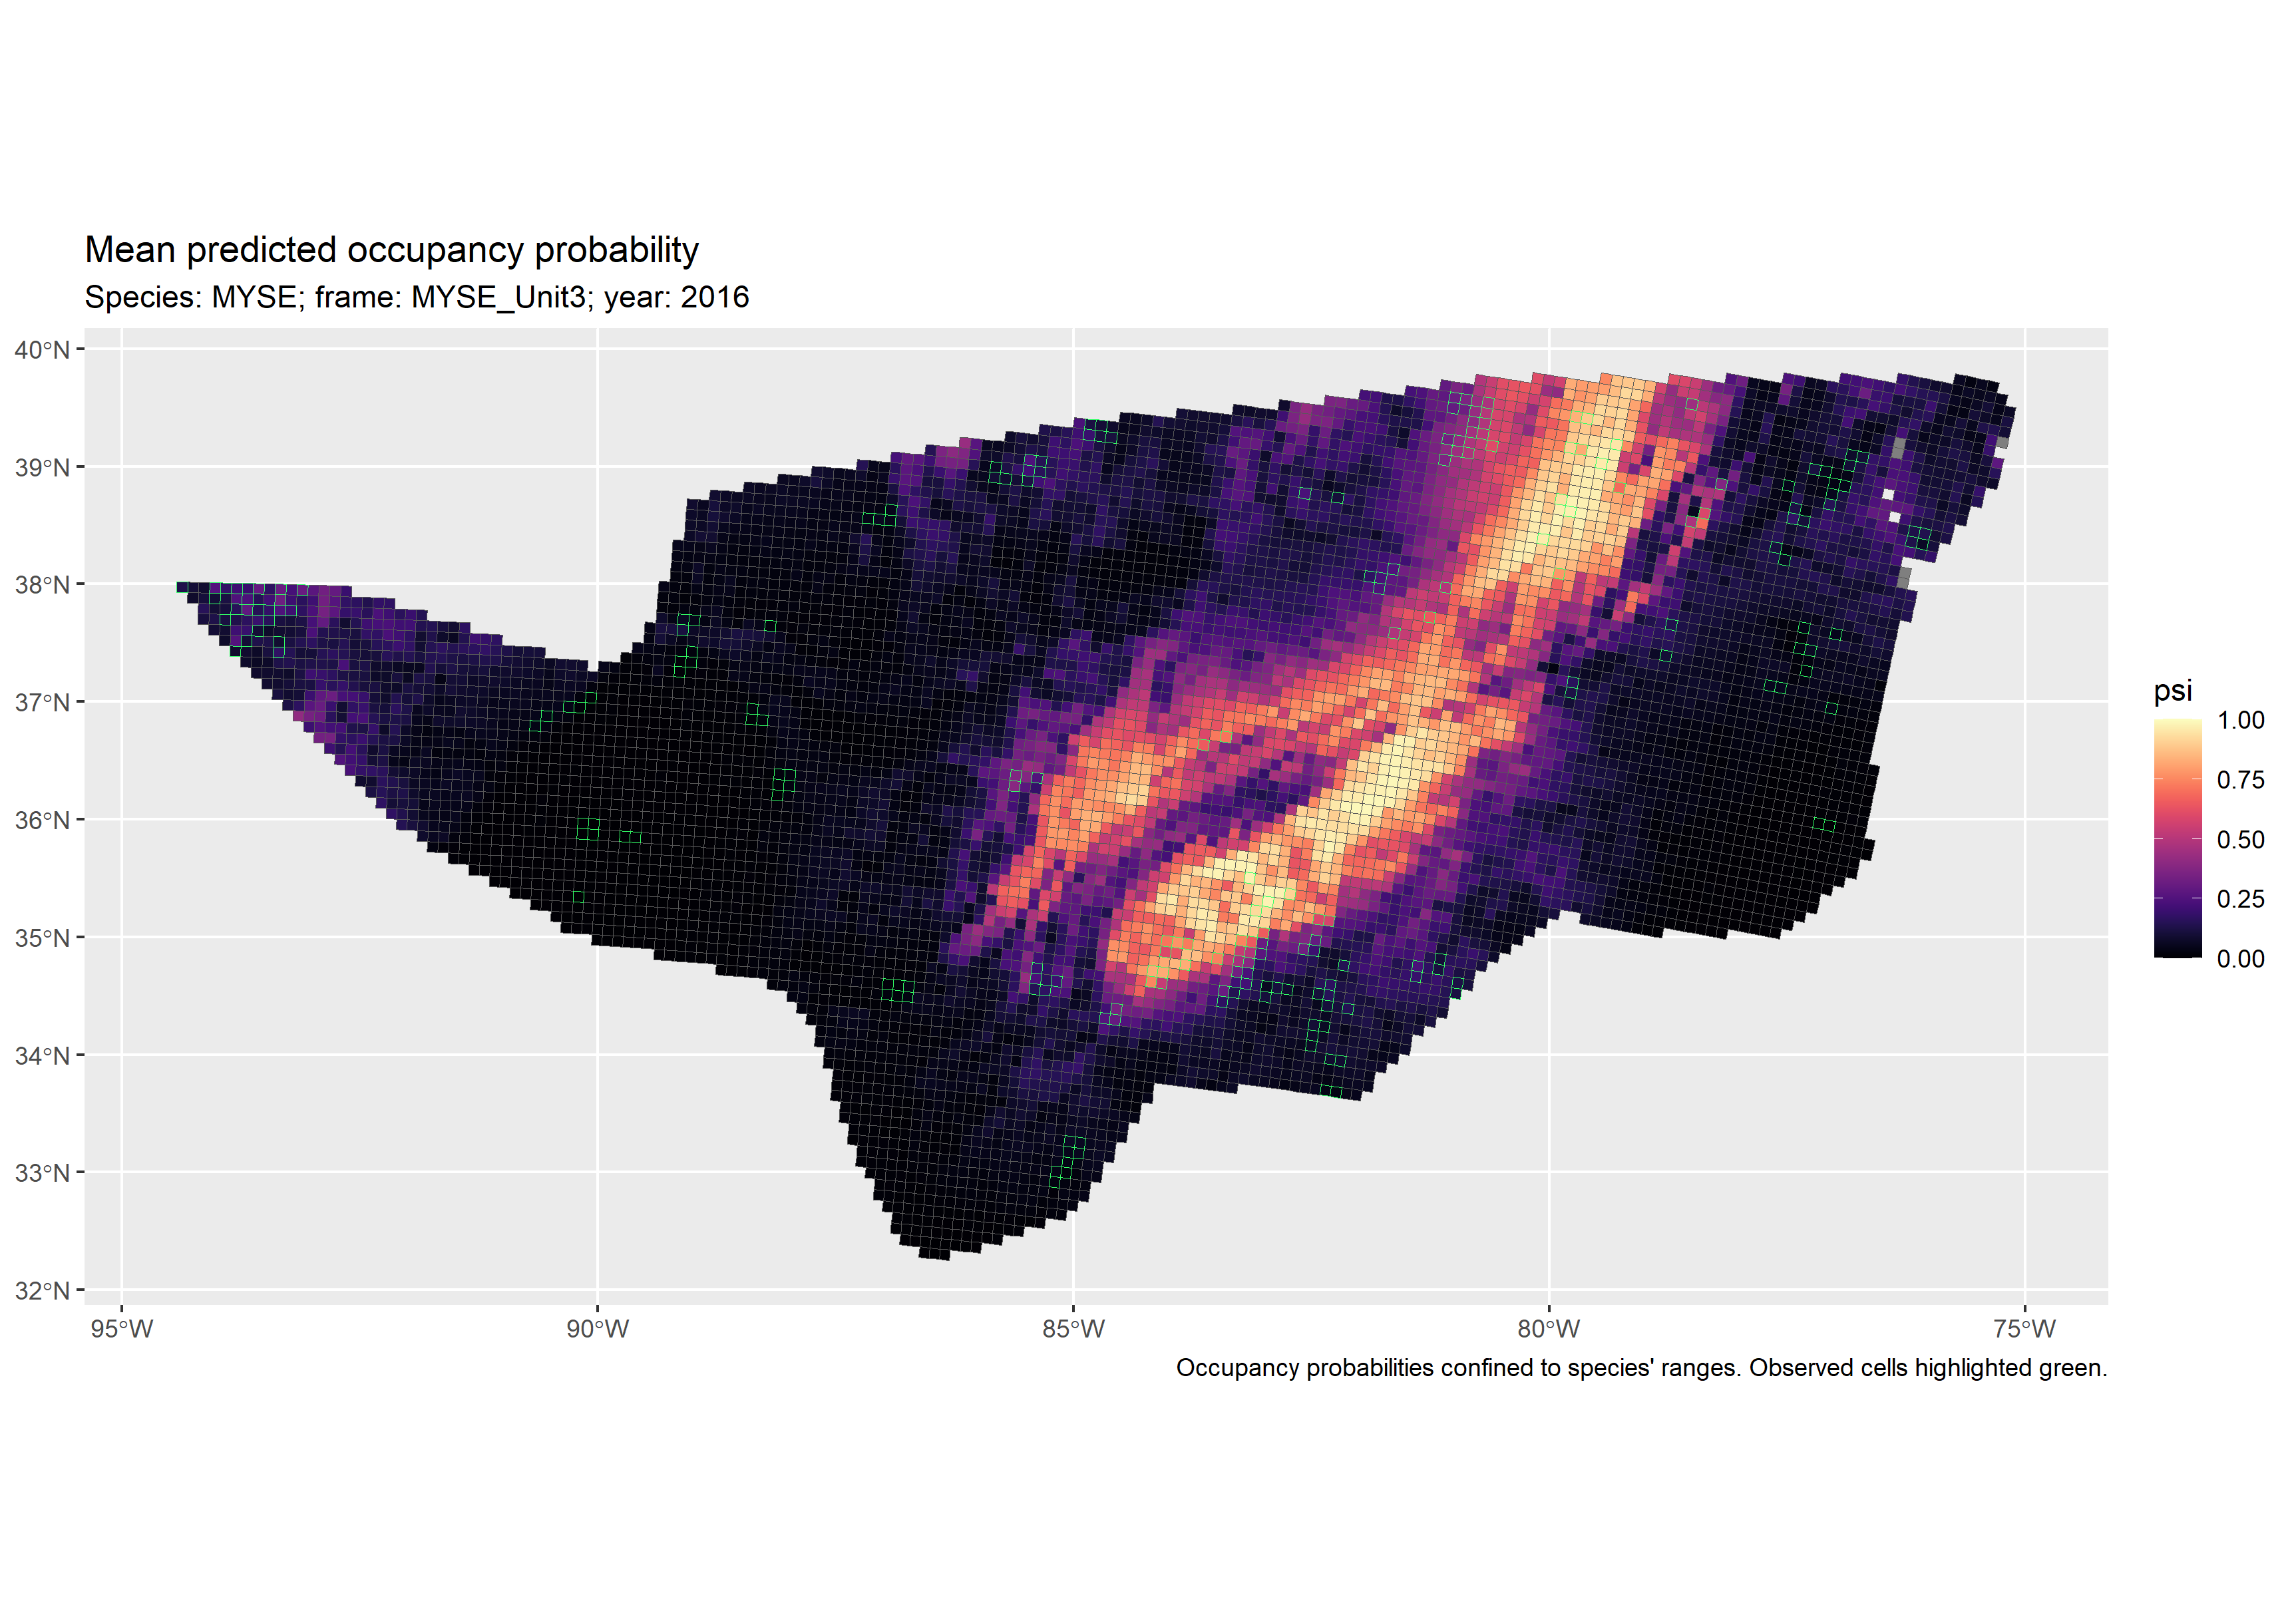 Mean predicted occupancy probability
Species: MYSE; frame: MYSE_Unit3; year: 2016
40°N
39°N
38°N
37°N
36°N
35°N
34°N
33°N
32°N
95°W
90°W
85°W
80°W
75°W
psi
1.00
0.75
0.50
0.25
0.00
Occupancy probabilities confined to species' ranges. Observed cells highlighted green.